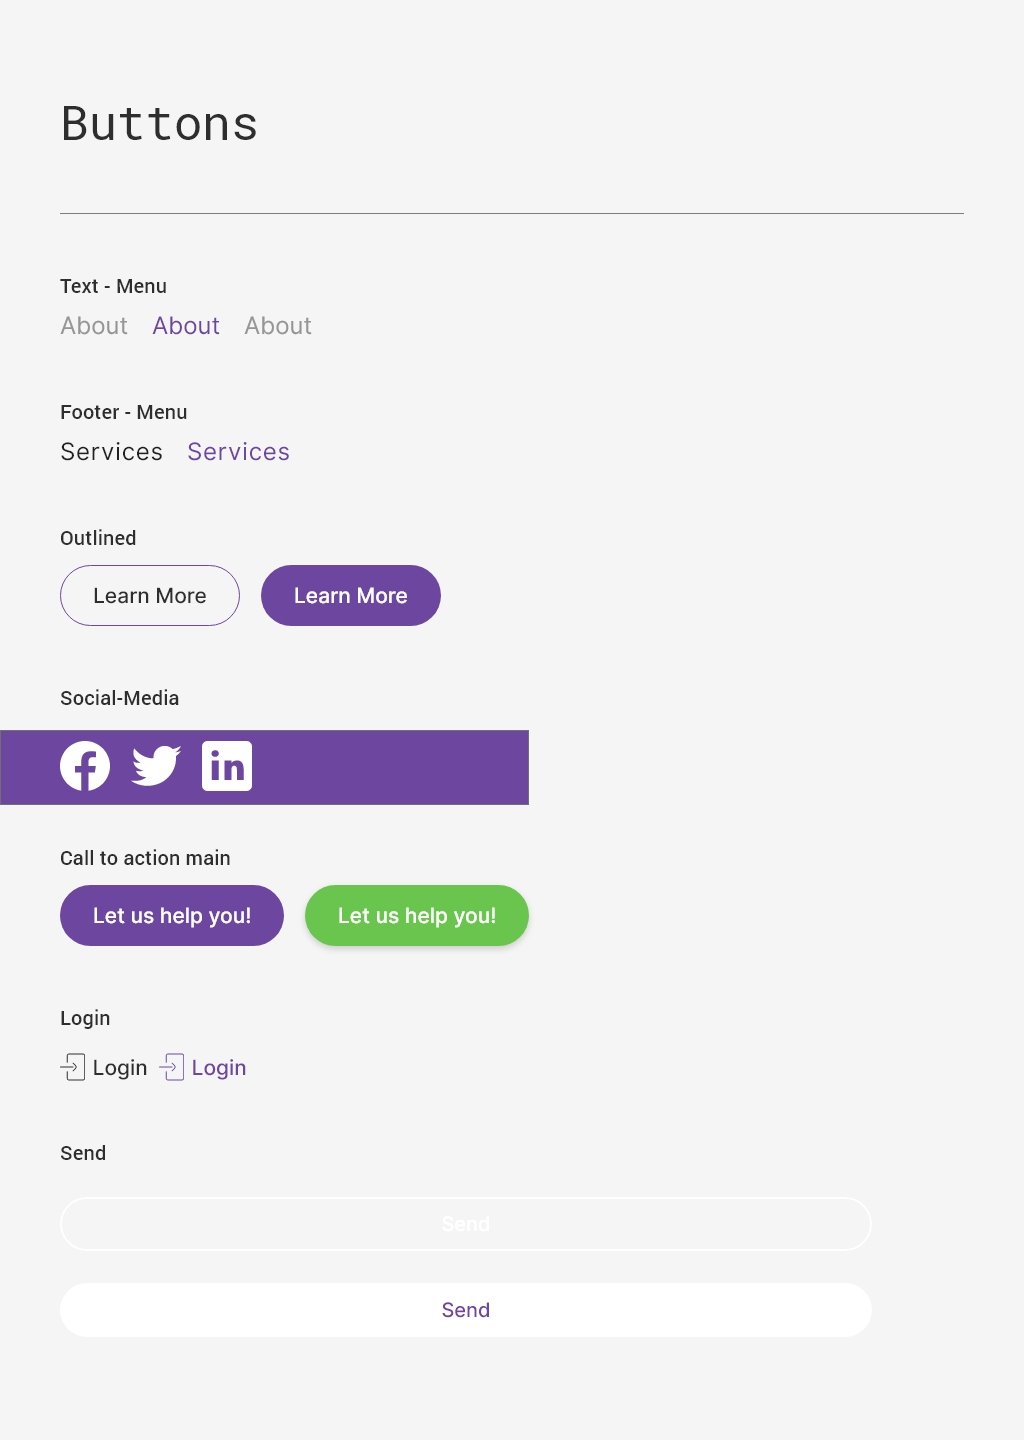 Buttons
Text - Menu
About About About
Footer - Menu
Services Services
Outlined
Learn More Learn More
Social-Media
in
Call to action main
Let us help you! Let us help you!
Login
Login Login
Send
Send
Send